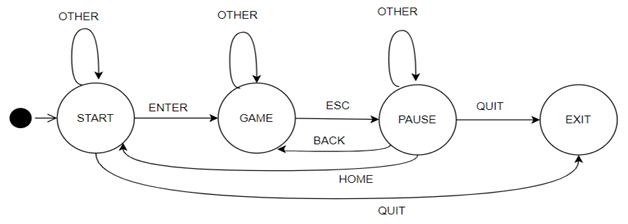 OTHER
OTHER
OTHER
START
ENTER
GAME
ESC
BACK
PAUSE
QUIT
EXIT
HOME
QUIT